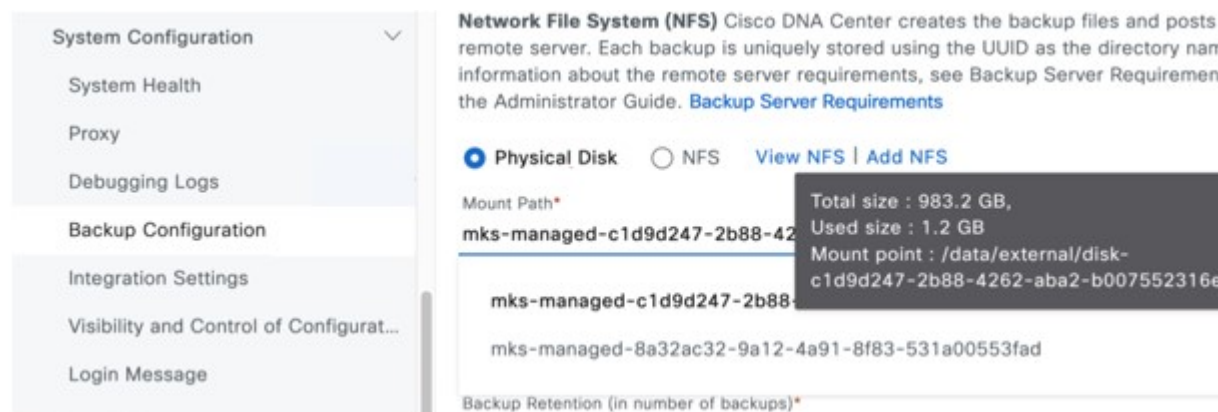 System Configuration
System Health
Proxy
Debugging Logs
Backup Configuration
Integration Settings
Visibility and Control of Configurat...
Login Message
Network File System (NFS) Cisco DNA Center creates the backup files and posts
remote server. Each backup is uniquely stored using the UUID as the directory
information about the remote server requirements, see Backup Server
the Administrator Guide. Backup Server Requirements
Physical Disk NFS View NFS | Add NFS
Mount Path*
mks-managed-c1d9d247-2b88-42
Total size : 983.2 GB,
Used size : 1.2 GB
Mount point : /data/external/disk-
c1d9d247-2b88-4262-aba2-b007552316e
mks-managed-c1d9d247-2b88-
mks-managed-8a32ac32-9a12-4a91-8f83-531a00553fad
Backup Retention (in number of backups)*